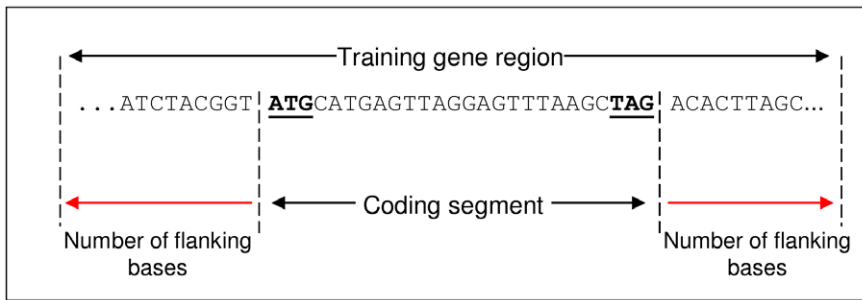 Training gene region
...ATCTACGGT ATGCATGAGTTAGGAGTTTAAGCTAG ACACTTAGC...
Coding segment
Number of flanking
bases
Number of flanking
bases